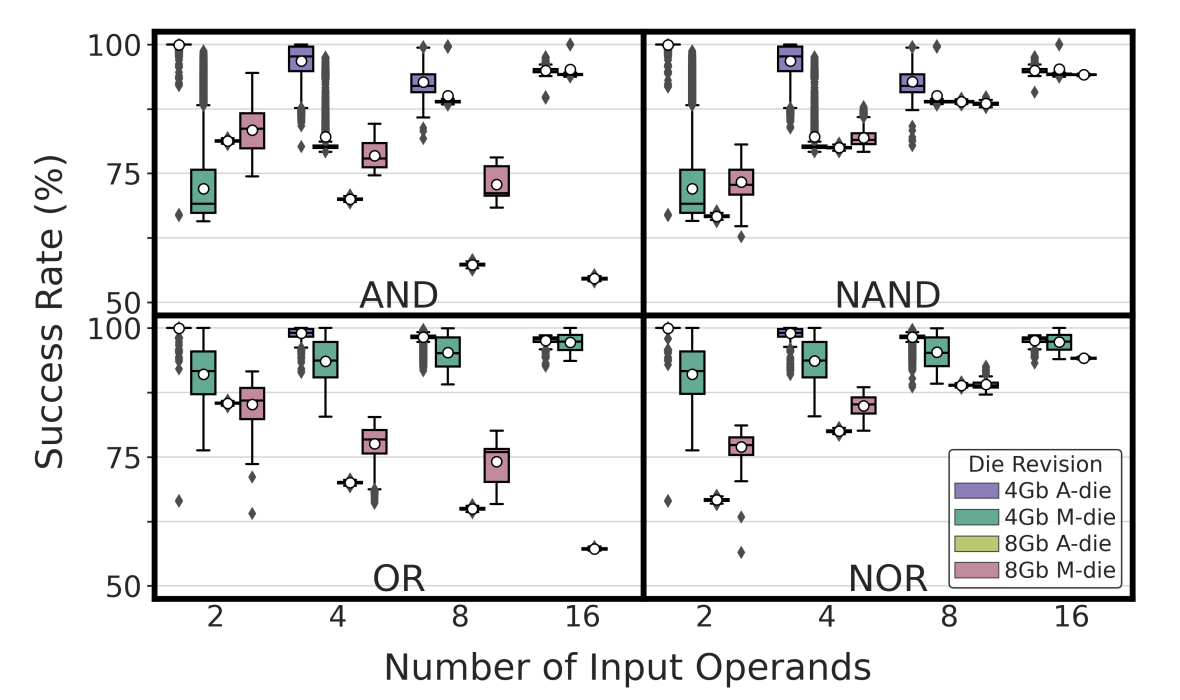 Success Rate (%)
100
75
50
AND
NAND
100
75
50
OR
NOR
Die Revision
4Gb A-die
4Gb M-die
8Gb A-die
8Gb M-die
2 4 8 16 2 4 8 16
Number of Input Operands